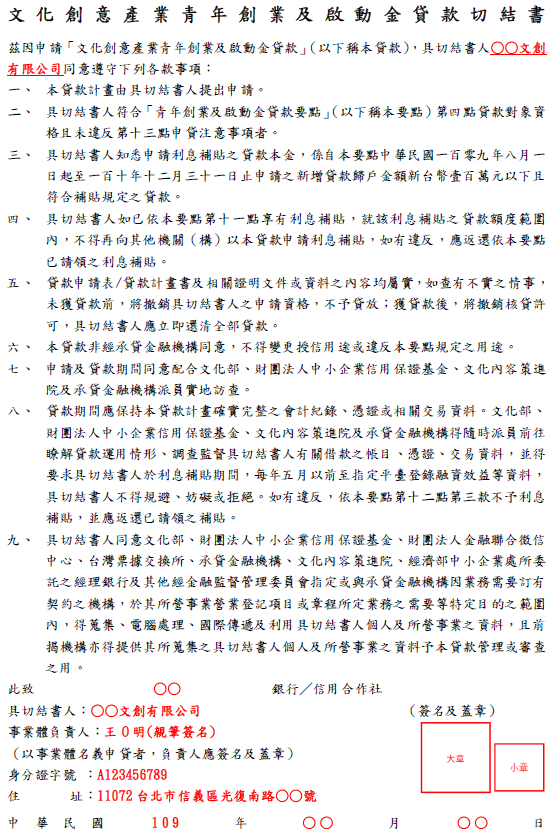 文化創意產業青年創業及啟動金貸款切結書
茲因申請「文化創意產業青年創業及啟動金貸款」(以下稱本貸款)，具切結書人〇〇文創
有限公司同意遵守下列各款事項：
一、 本貸款計畫由具切結書人提出申請。
二、 具切結書人符合「青年創業及啟動金貸款要點」(以下稱本要點)第四點貸款對象資
格且未違反第十三點申貸注意事項者。
三、 具切結書人知悉申請利息補貼之貸款本金，係自本要點中華民國一百零九年八月一
日起至一百一十年十二月三十一日止申請之新增貸款歸戶金額新台幣壹百萬元以下且
符合補貼規定之貸款。
四、 具切結書人如已依本要點第十一點享有利息補貼，就該利息補貼之貸款額度範圍
內，不得再向其他機關（構）以本貸款申請利息補貼，如有違反，應返還依本要點
已請領之利息補貼。
五、 貸款申請表/貸款計畫書及相關證明文件或資料之內容均屬實，如查有不實之情事，
未獲貸款前，將撤銷具切結書人之申請資格，不予貸放；獲貸款後，將撤銷核貸許
可，具切結書人應立即還清全部貸款。
六、 本貸款非經承貸金融機構同意，不得變更授信用途或違反本要點規定之用途。
七、 申請及貸款期間同意配合文化部、財團法人中小企業信用保證基金、文化內容策進
院及承貸金融機構派員實地訪查。
八、 貸款期間應保持本貸款計畫確實完整之會計紀錄、憑證或相關交易資料。文化部、
財團法人中小企業信用保證基金、文化內容策進院及承貸金融機構得隨時派員前往
瞭解貸款運用情形、調查監督具切結書人有關借款之帳目、憑證、交易資料，並得
要求具切結書人於利息補貼期間，每年五月以前至指定平臺登錄融資效益等資料，
具切結書人不得規避、妨礙或拒絕。如有違反，依本要點第十二點第三款不予利息
補貼，並應返還已請領之補貼。
九、 具切結書人同意文化部、財團法人中小企業信用保證基金、財團法人金融聯合徵信
中心、台灣票據交換所、承貸金融機構、文化內容策進院、經濟部中小企業處所委
託之經理銀行及其他經金融監督管理委員會指定或與承貸金融機構因業務需要訂有
契約之機構，於其所營事業營業登記項目或章程所定業務之需要等特定目的之範圍
內，得蒐集、電腦處理、國際傳遞及利用具切結書人個人及所營事業之資料，且前
揭機構亦得提供其所蒐集之具切結書人個人及所營事業之資料予本貸款管理或審查
之用。
此致 〇〇 銀行／信用合作社
具切結書人：〇〇文創有限公司 （簽名及蓋章）
事業體負責人：王Ｏ明(親筆簽名)
（以事業體名義申貸者，負責人應簽名及蓋章）
大章
小章
身分證字號 ：A123456789
住 址：11072 台北市信義區光復南路〇〇號
中 華 民 國 109 年 〇〇 月 〇〇 日